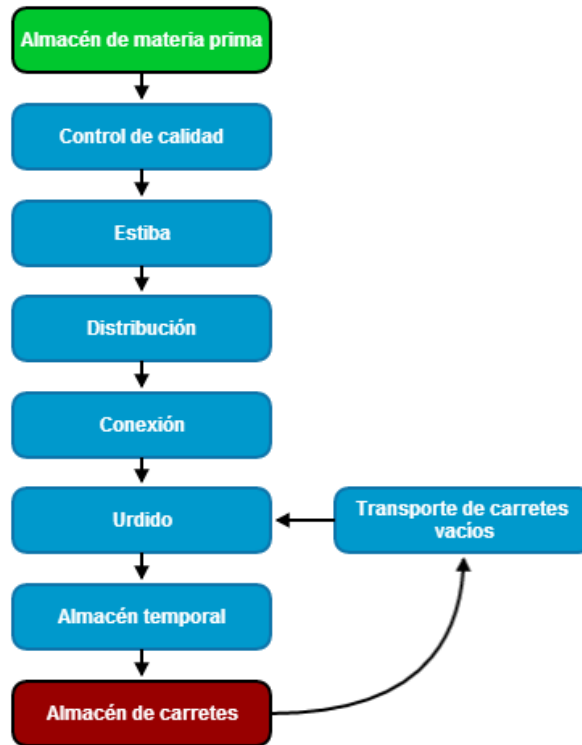 Almacén de materia prima
Control de calidad
Estiba
Distribución
Conexión
Urdido
Transporte de carretes
vacíos
Almacén temporal
Almacén de carretes